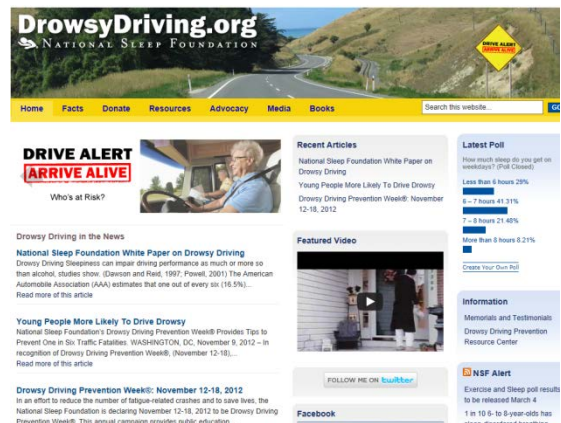 DrowsyDriving.org
NATIONAL SLEEP FOUNDATION
DRIVE ALERT
ARRIVE ALIVE
Home Facts Donate Resources Advocacy Media Books
Search this website...
GO
DRIVE ALERT
ARRIVE ALIVE
Who's at Risk?
Drowsy Driving in the News
National Sleep Foundation White Paper on Drowsy Driving
Drowsy Driving Sleepiness can impair driving performance as much or more so
than alcohol, studies show. (Dawson and Reid, 1997; Powell, 2001) The American
Automobile Association (AAA) estimates that one out of every six (16.5%)...
Read more of this article
Young People More Likely To Drive Drowsy
National Sleep Foundation's Drowsy Driving Prevention Week® Provides Tips to
Prevent One in Six Traffic Fatalities. WASHINGTON, DC, November 9, 2012 – In
recognition of Drowsy Driving Prevention Week®, (November 12-18),...
Read more of this article
Drowsy Driving Prevention Week®: November 12-18, 2012
In an effort to reduce the number of fatigue-related crashes and to save lives, the
National Sleep Foundation is declaring November 12-18, 2012 to be Drowsy Driving
Prevention Week®. This annual campaign provides public education
Recent Articles
National Sleep Foundation White Paper on
Drowsy Driving
Young People More Likely To Drive Drowsy
Drowsy Driving Prevention Week®: November
12-18, 2012
Featured Video
FOLLOW ME ON twitter
Facebook
Latest Poll
How much sleep do you get on
weekdays? (Poll Closed)
Less than 6 hours 29%
6 – 7 hours 41.31%
7 – 8 hours 21.48%
More than 8 hours 8.21%
Create Your Own Poll
Information
Memorials and Testimonials
Drowsy Driving Prevention
Resource Center
NSF Alert
Exercise and Sleep poll results
to be released March 4
1 in 10 6- to 8-year-olds has